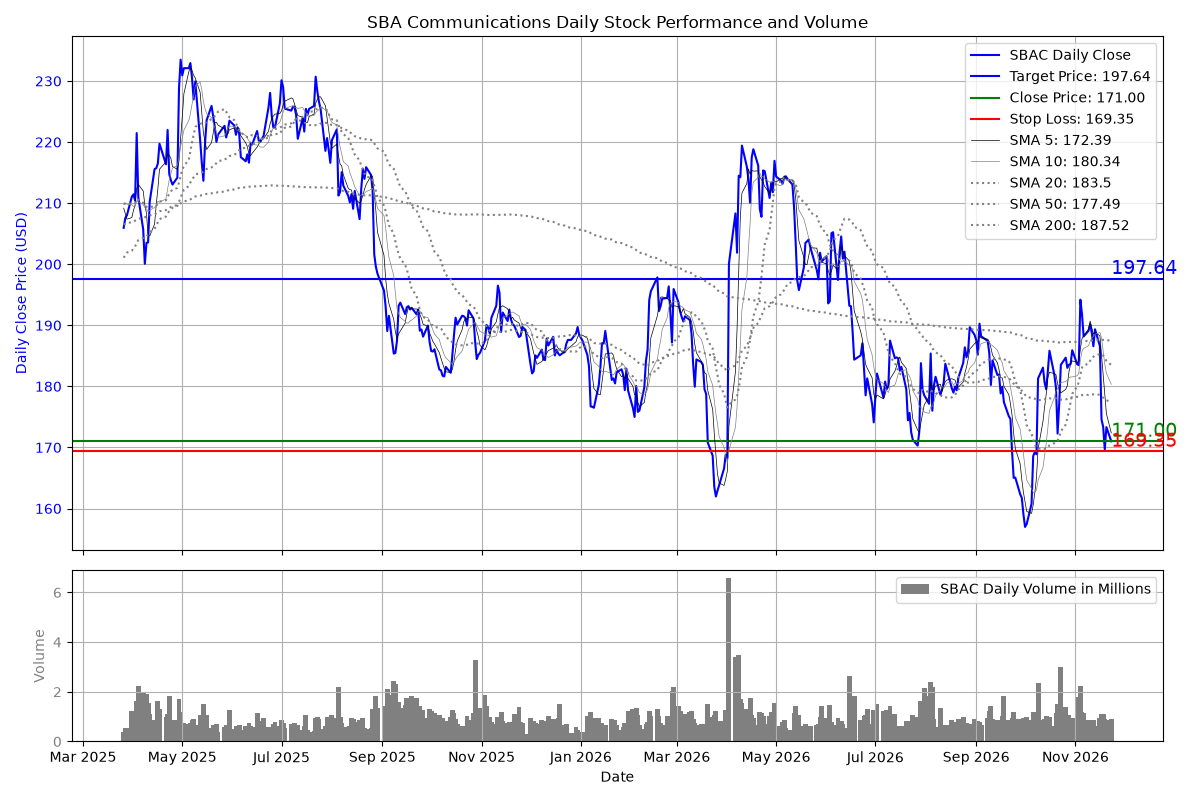 SBA Communications Daily Stock Performance and Volume
Daily Close Price (USD)
230
220
210
200
190
180
170
160
SBAC Daily Close
Target Price: 197.64
Close Price: 171.00
Stop Loss: 169.35
SMA 5: 172.39
SMA 10: 180.34
SMA 20: 183.5
SMA 50: 177.49
SMA 200: 187.52
197.64
171.00
169.35
Volume
6
4
2
0
SBAC Daily Volume in Millions
Mar 2025 May 2025 Jul 2025 Sep 2025 Nov 2025 Jan 2026 Mar 2026 May 2026 Jul 2026 Sep 2026 Nov 2026
Date